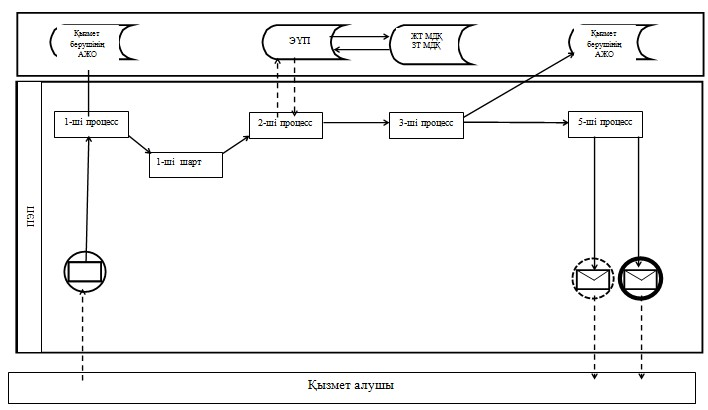 Қызмет
берушінің
АЖО
ЭҮП
ЖТ МДҚ
ЗТ МДҚ
Қызмет
берушінің
АЖО
1-ші процесс
1-ші шарт
2-ші процесс
3-ші процесс
5-ші процесс
ПЭП
Қызмет алушы